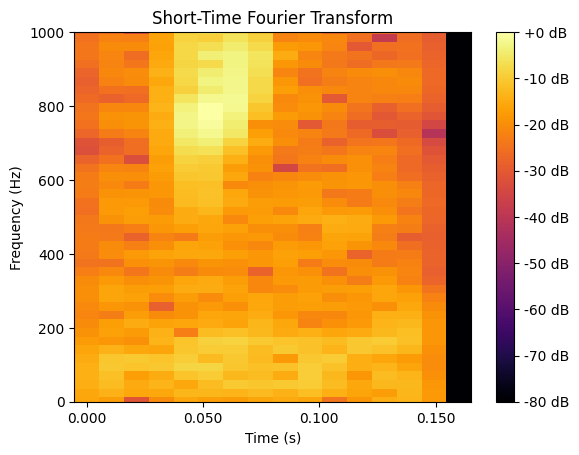 Short-Time Fourier Transform
1000
800
600
400
200
0
Frequency (Hz)
0.000
0.050
0.100
0.150
Time (s)
+0 dB
-10 dB
-20 dB
-30 dB
-40 dB
-50 dB
-60 dB
-70 dB
-80 dB